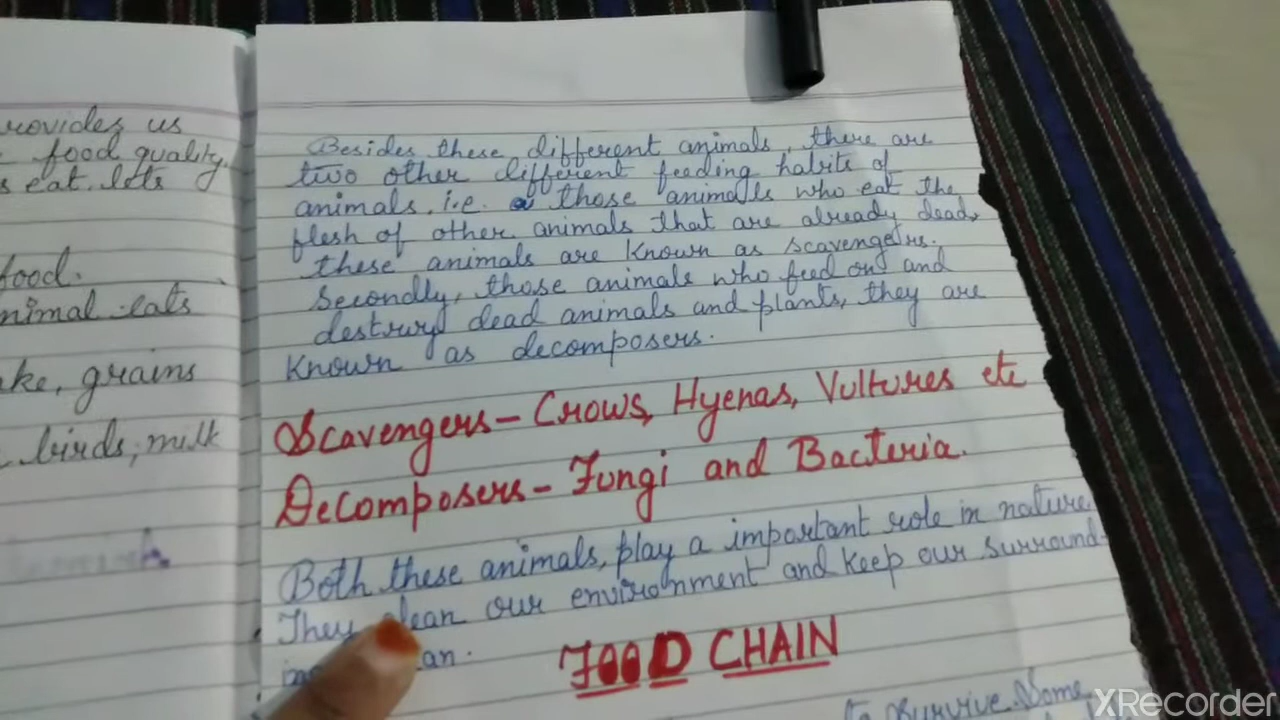 rovides us
food quality.
s eat. lets
food.
nimal eats
ake, grains
birds, milk
Besides these different animals, there are
two other different feeding habits of
animals. i.e. those animalls who eat the
flesh of other animals that are already dead,
these animals are known as scavengers.
Secondly, those animals who feed on and
destroy dead animals and plants, they are
known as decomposers.
Scavengers – Crows, Hyenas, Vultures etc
Decomposers – Fungi and Bacteria.
Both these animals, play a important role in nature.
They clean our environment and keep our surround-
an.
FOOD CHAIN
to survive. Some
XRecorder